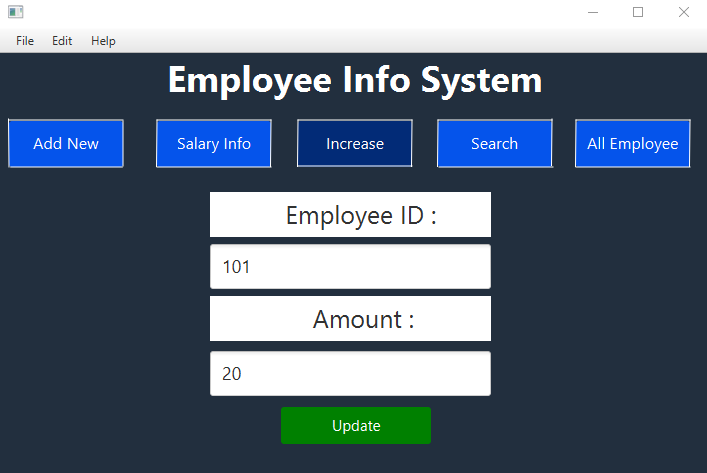 File Edit Help
Employee Info System
Add New Salary Info Increase Search All Employee
Employee ID :
101
Amount :
20
Update